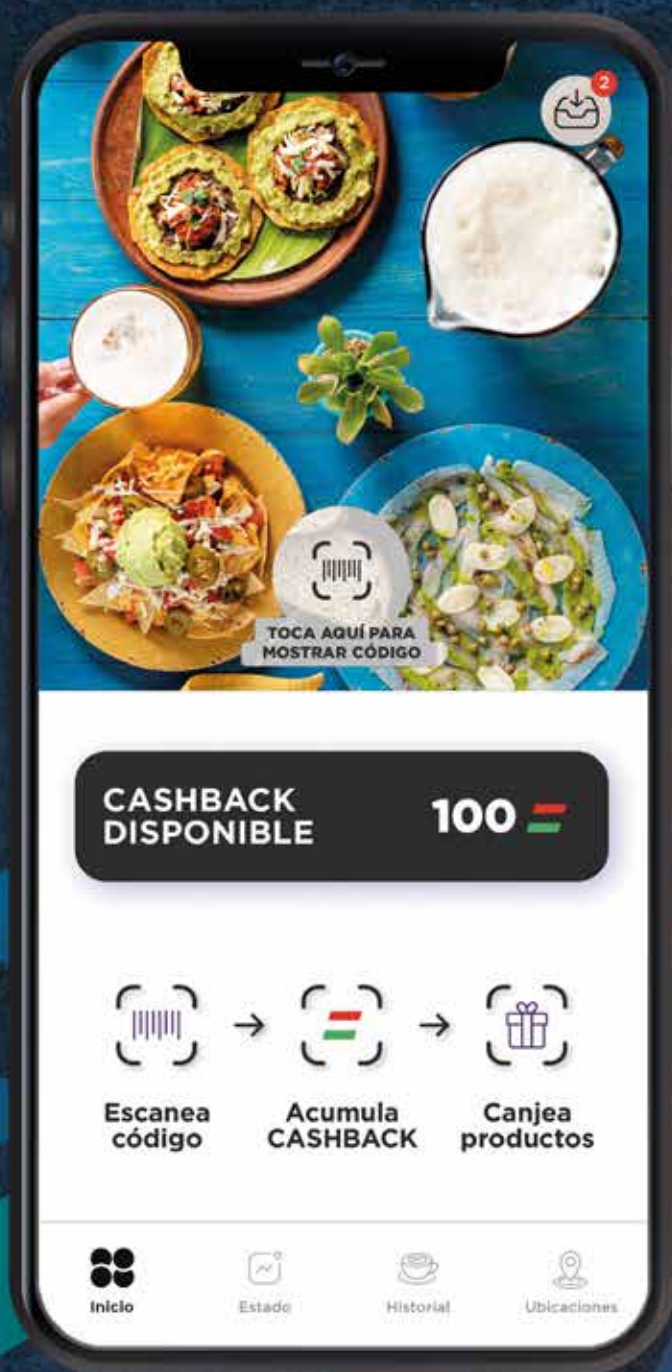 2
TOCA AQUÍ PARA
MOSTRAR CÓDIGO
CASHBACK
DISPONIBLE
100
Escanea
código
Acumula
CASHBACK
Canjea
productos
Inicio
Estado
Historial
Ubicaciones